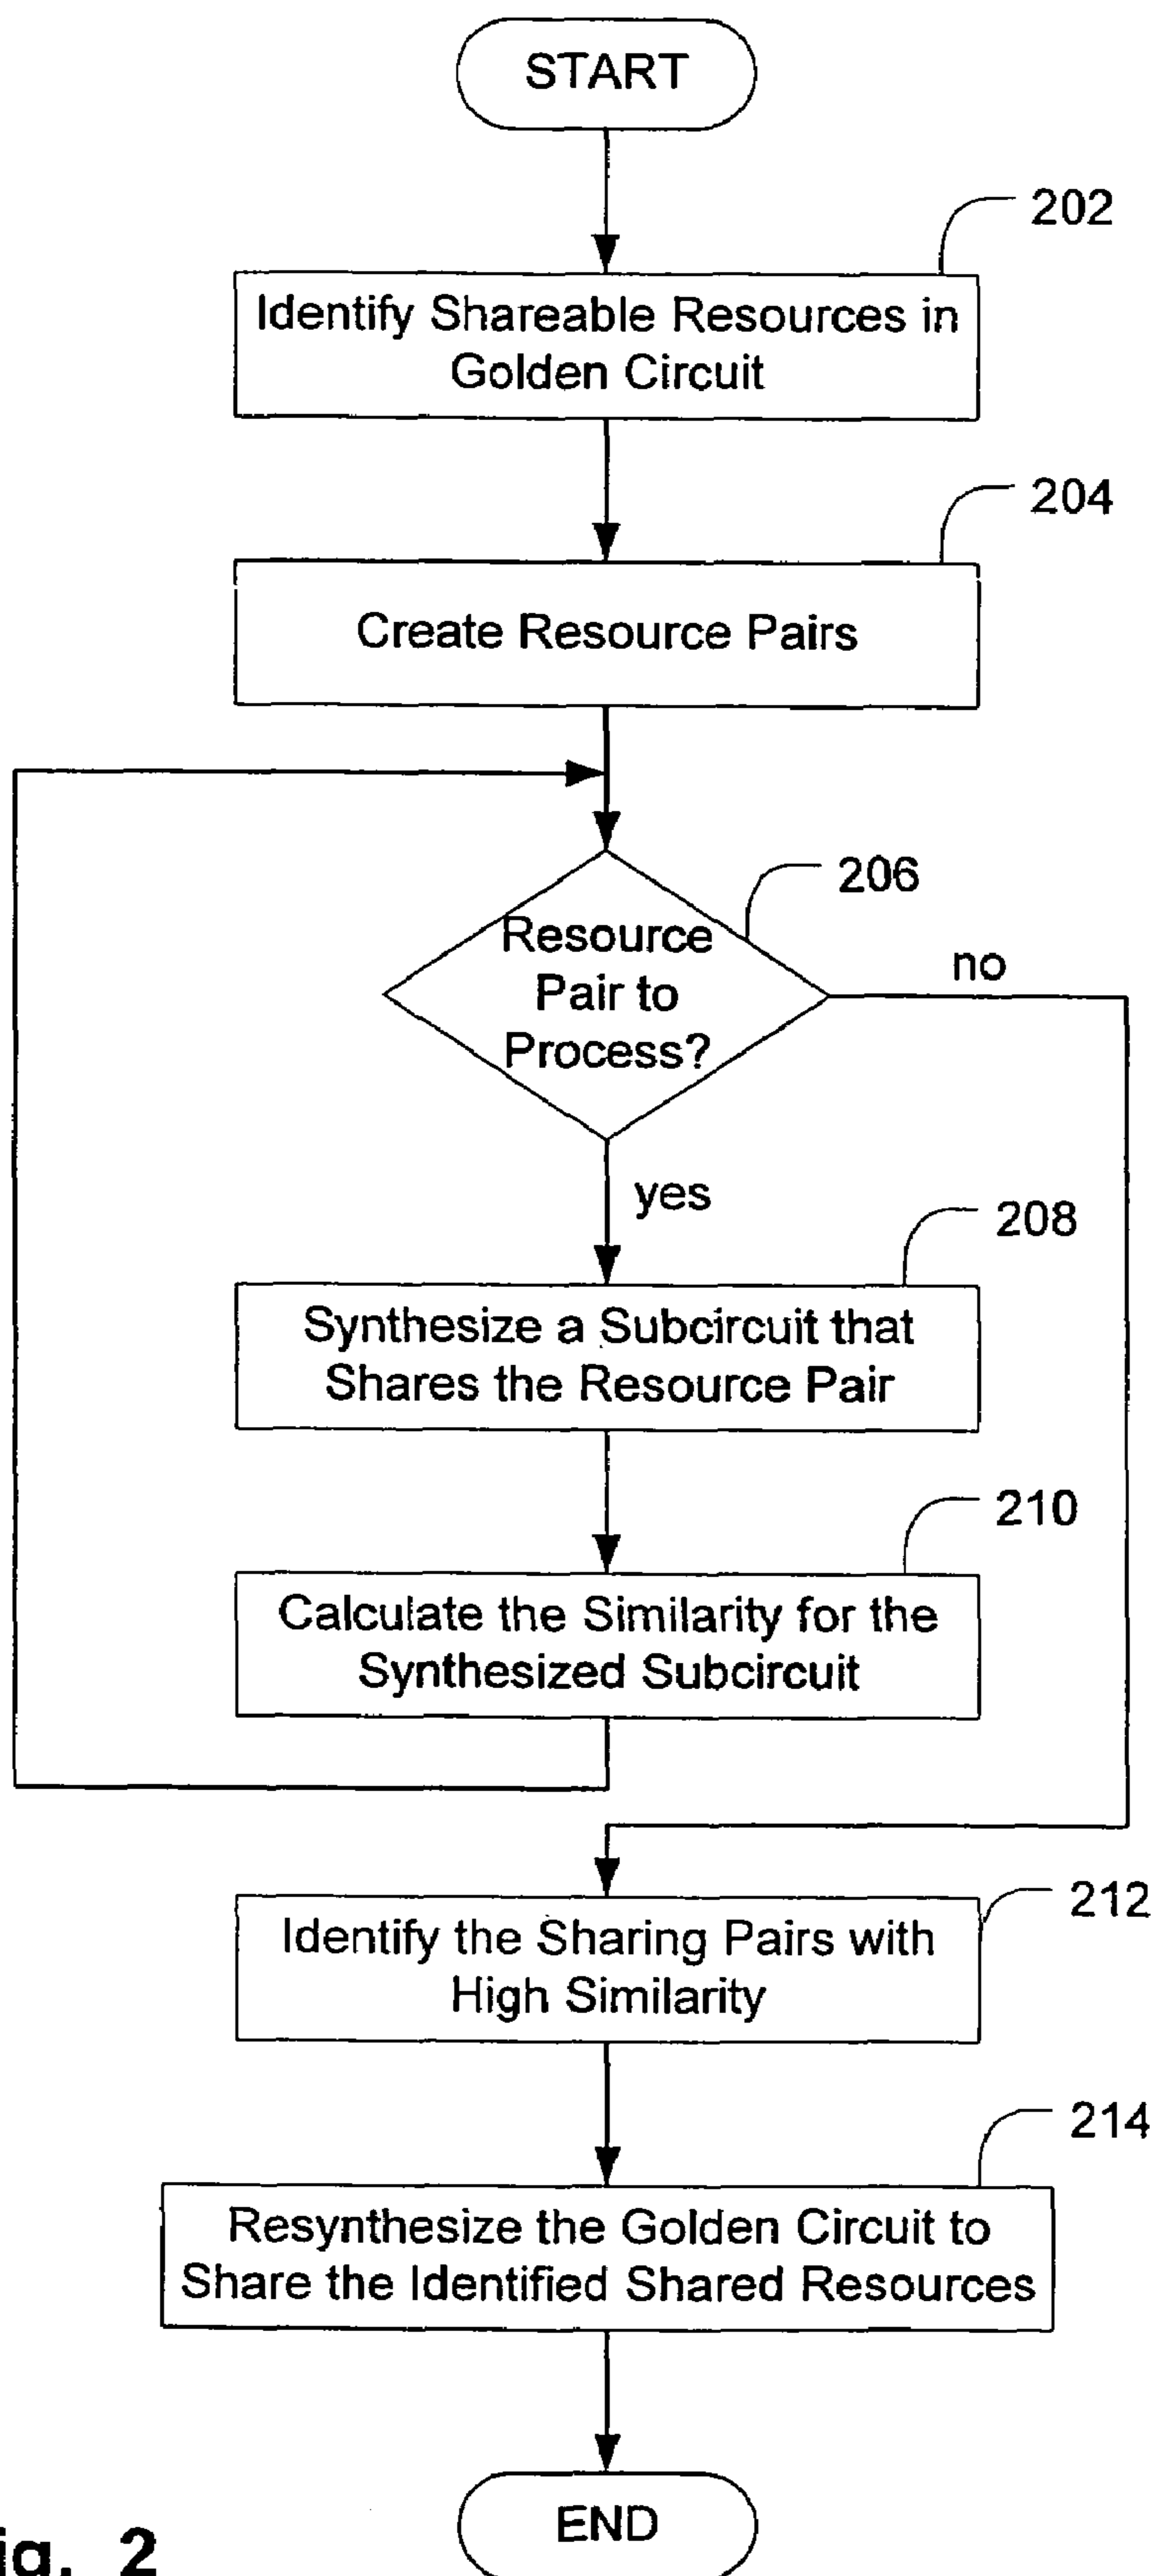 START
202
Identify Shareable Resources in
Golden Circuit
204
Create Resource Pairs
206
Resource
Pair to
Process?
no
yes
208
Synthesize a Subcircuit that
Shares the Resource Pair
210
Calculate the Similarity for the
Synthesized Subcircuit
212
Identify the Sharing Pairs with
High Similarity
214
Resynthesize the Golden Circuit to
Share the Identified Shared Resources
END
ig. 2